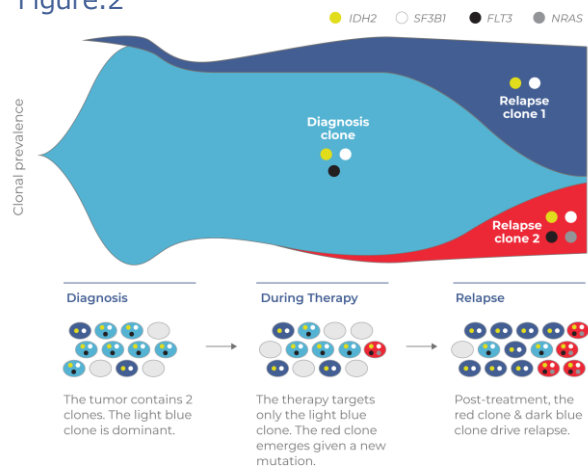 Figure.2
IDH2 SF3B1 FLT3 NRAS
Clonal prevalence
Relapse
clone 1
Diagnosis
clone
Relapse
clone 2
Diagnosis
During Therapy
Relapse
The tumor contains 2
clones. The light blue
clone is dominant.
The therapy targets
only the light blue
clone. The red clone
emerges given a new
mutation.
Post-treatment, the
red clone & dark blue
clone drive relapse.